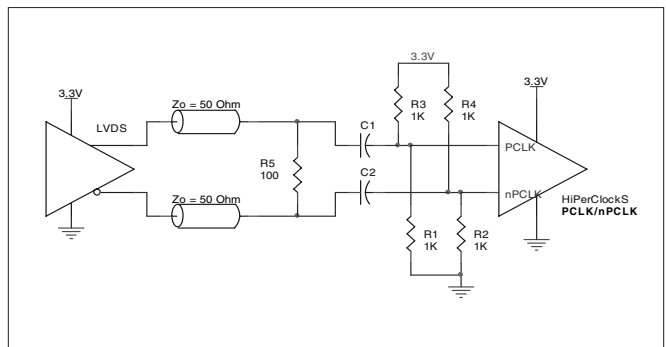 3.3V
3.3V
3.3V
Zo = 50 Ohm
LVDS
R3
1K
R4
1K
C1
PCLK
R5
100
C2
nPCLK
Zo = 50 Ohm
HiPerClockS
PCLK/nPCLK
R1
1K
R2
1K